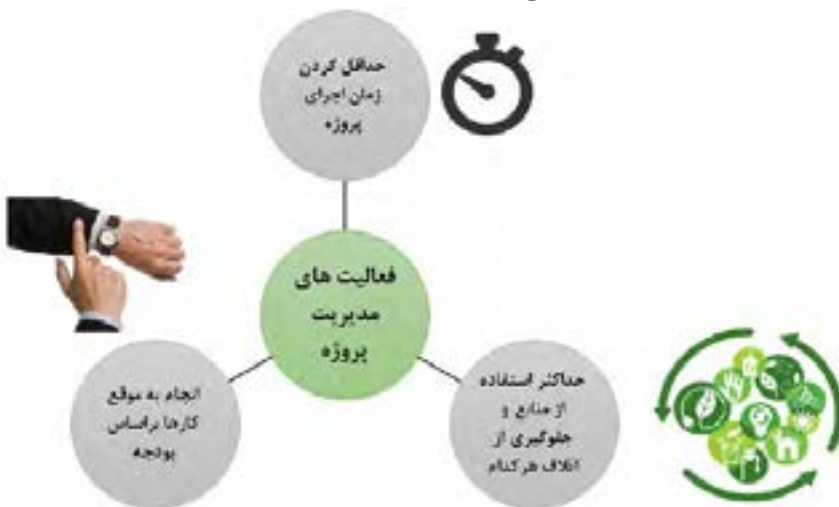 حداقل کردن
زمان اجرای
پروژه
فعالیت های
مدیریت
پروژه
حداکثر استفاده
از منابع و
جلوگیری از
اتلاف هرکدام
انجام به موقع
کارها براساس
بودجه